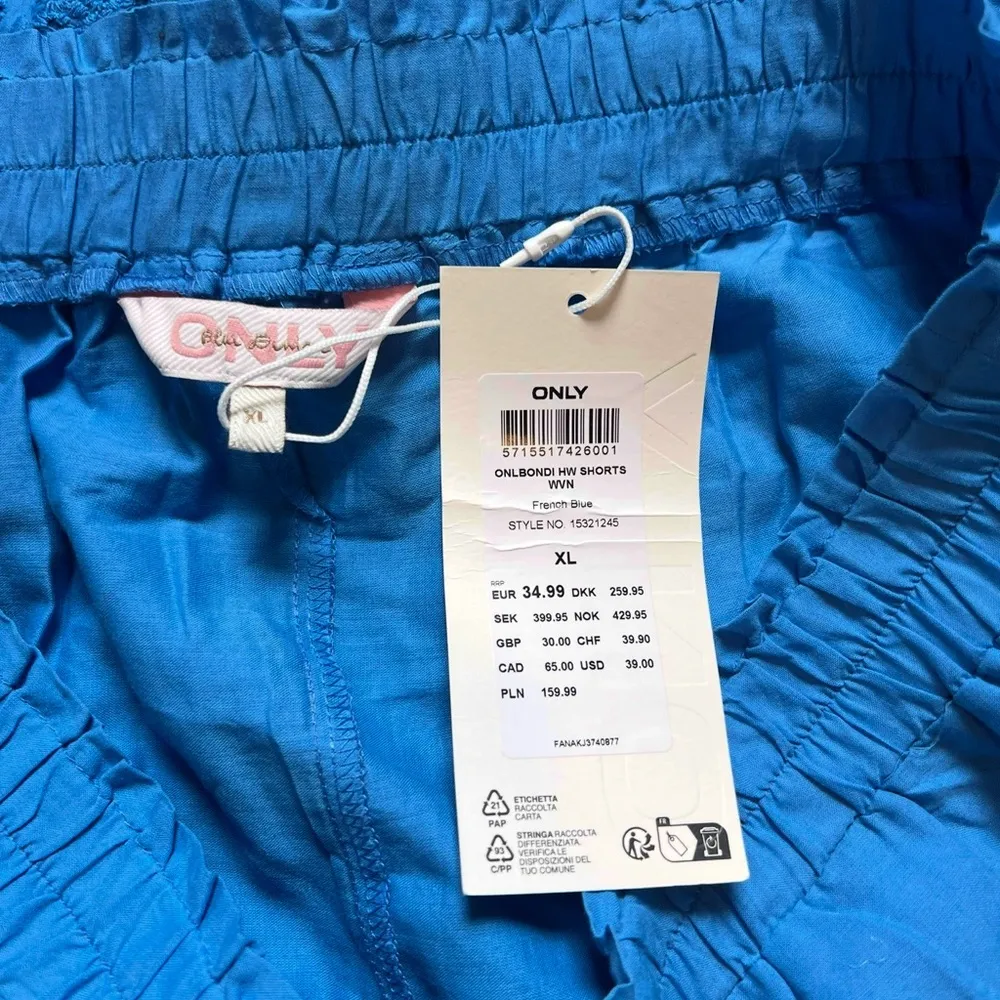 ONLY
XL
ONLY
5715517426001
ONLBONDI HW SHORTS
WVN
French Blue
STYLE NO. 15321245
XL
RRP
EUR 34.99 DKK 259.95
SEK 399.95 NOK 429.95
GBP 30.00 CHF 39.90
CAD 65.00 USD 39.00
PLN 159.99
FANAKJ3740877
21
PAP
ETICHETTA
RACCOLTA
CARTA
93
C/PP
STRINGA RACCOLTA
DIFFERENZIATA.
VERIFICA LE
DISPOSIZIONI DEL
TUO COMUNE
FR